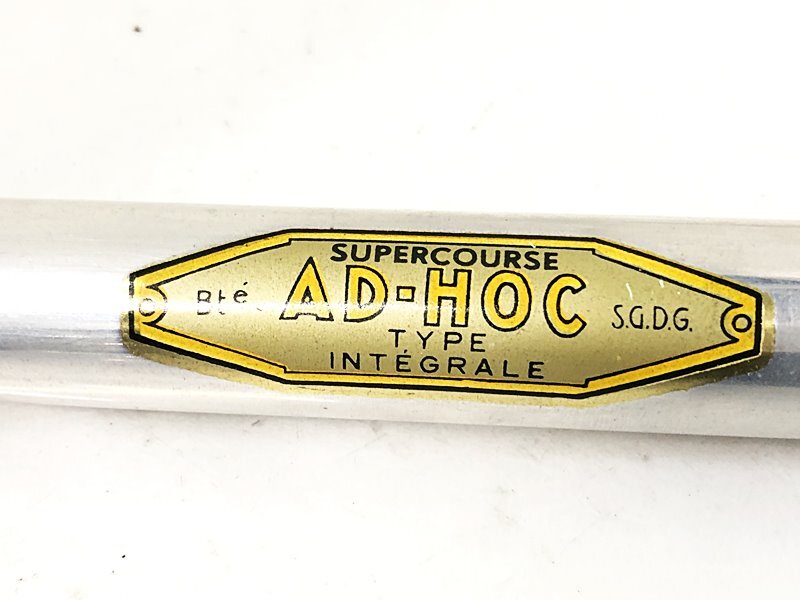 SUPERCOURSE
Bté. AD-HOC S.G.D.G.
TYPE
INTÉGRALE